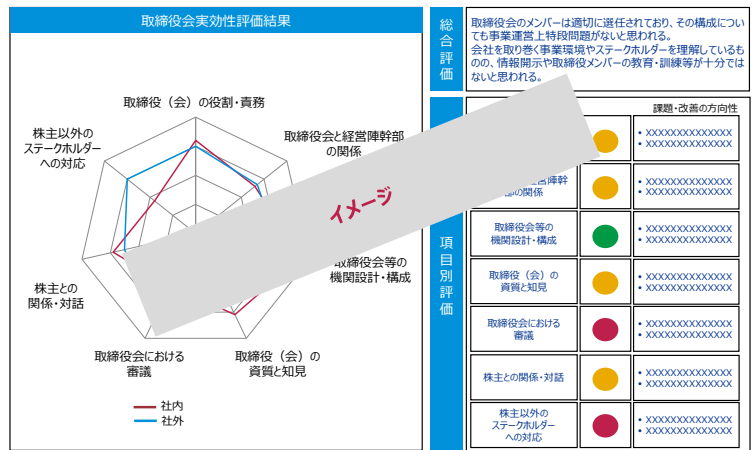 取締役会実効性評価結果
取締役（会）の役割・責務
取締役会と経営陣幹部
の関係
取締役会等の
機関設計・構成
取締役（会）の
資質と知見
取締役会における
審議
株主との
関係・対話
株主以外の
ステークホルダー
への対応
社内
社外
イメージ
総合評価
取締役会のメンバーは適切に選任されており、その構成につい
ても事業運営上特段問題がないと思われる。
会社を取り巻く事業環境やステークホルダーを理解しているも
のの、情報開示や取締役メンバーの教育・訓練等が十分では
ないと思われる。
項目別評価
課題・改善の方向性
• XXXXXXXXXXXXXX
• XXXXXXXXXXXXXX
経営陣幹
部の関係
• XXXXXXXXXXXXXX
• XXXXXXXXXXXXXX
取締役会等の
機関設計・構成
• XXXXXXXXXXXXXX
• XXXXXXXXXXXXXX
取締役（会）の
資質と知見
• XXXXXXXXXXXXXX
• XXXXXXXXXXXXXX
取締役会における
審議
• XXXXXXXXXXXXXX
• XXXXXXXXXXXXXX
株主との関係・対話
• XXXXXXXXXXXXXX
• XXXXXXXXXXXXXX
株主以外の
ステークホルダー
への対応
• XXXXXXXXXXXXXX
• XXXXXXXXXXXXXX